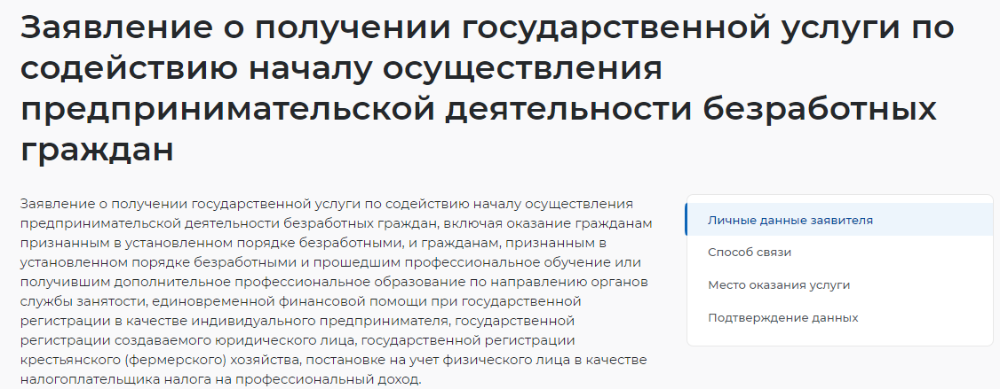 Заявление о получении государственной услуги по
содействию началу осуществления
предпринимательской деятельности безработных
граждан
Заявление о получении государственной услуги по содействию началу осуществления
предпринимательской деятельности безработных граждан, включая оказание гражданам
признанным в установленном порядке безработными, и гражданам, признанным в
установленном порядке безработными и прошедшим профессиональное обучение или
получившим дополнительное профессиональное образование по направлению органов
службы занятости, единовременной финансовой помощи при государственной
регистрации в качестве индивидуального предпринимателя, государственной
регистрации создаваемого юридического лица, государственной регистрации
крестьянского (фермерского) хозяйства, постановке на учет физического лица в качестве
налогоплательщика налога на профессиональный доход.
Личные данные заявителя
Способ связи
Место оказания услуги
Подтверждение данных